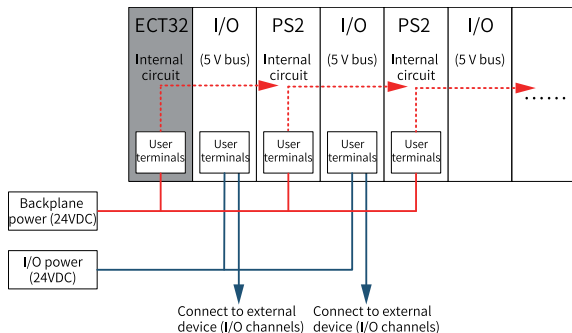 ECT32 I/O PS2 I/O PS2 I/O
Internal (5 V bus) Internal (5 V bus) Internal (5 V bus)
circuit circuit circuit
......
User User User User User
terminals terminals terminals terminals terminals
Backplane
power (24VDC)
I/O power
(24VDC)
Connect to external Connect to external
device (I/O channels) device (I/O channels)